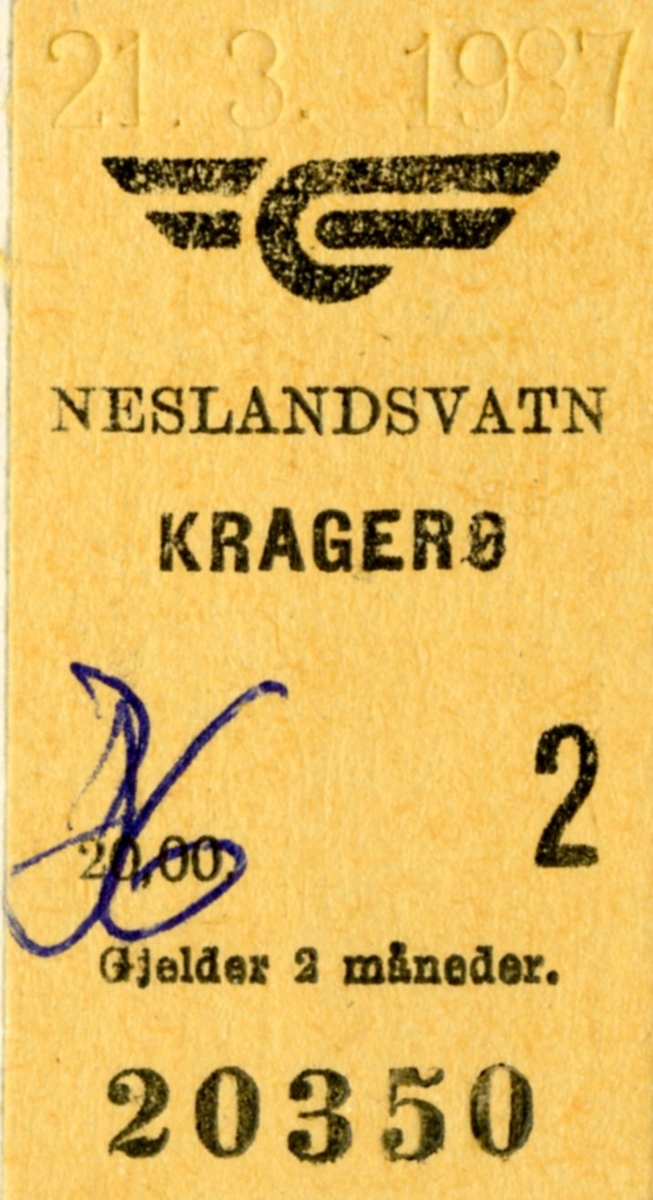 21. 3. 1987
NESLANDSVATN
KRAGERØ
2
20,00
Gjelder 2 måneder.
20350